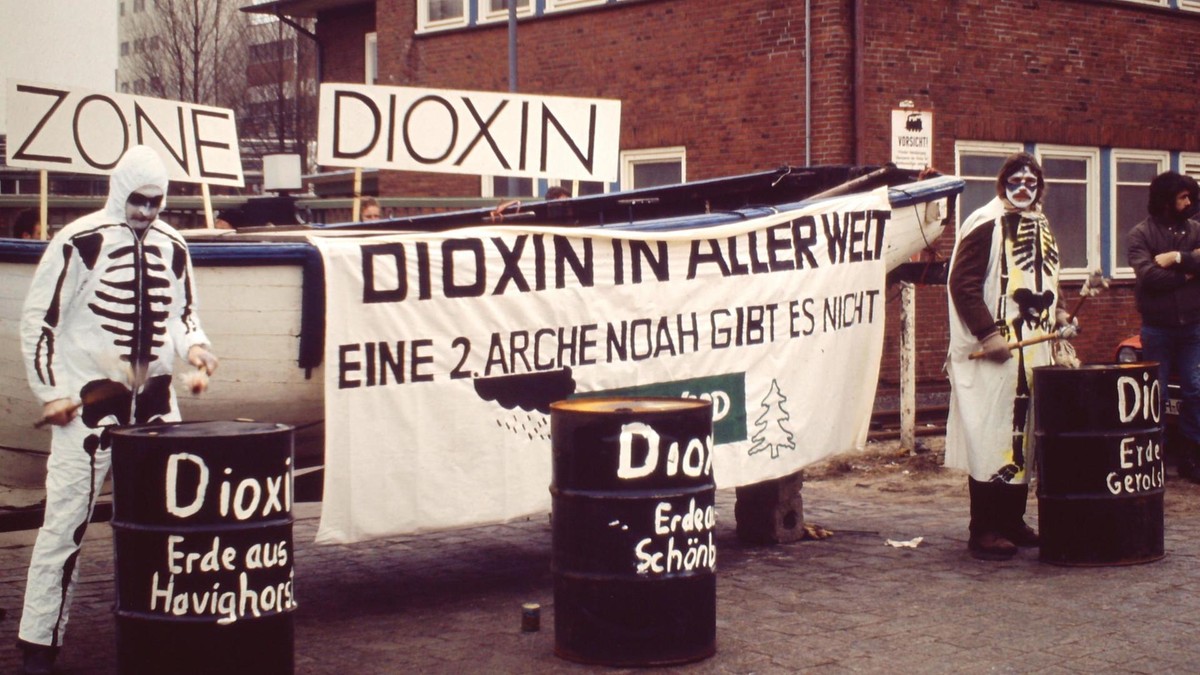 ZONE
DIOXIN
VORSICHT!
DIOXIN IN ALLER WELT
EINE 2. ARCHE NOAH GIBT ES NICHT
Dioxi
Erde aus
Havighors
Diox
Erde a
Schönb
Dio
Erde
Gerols